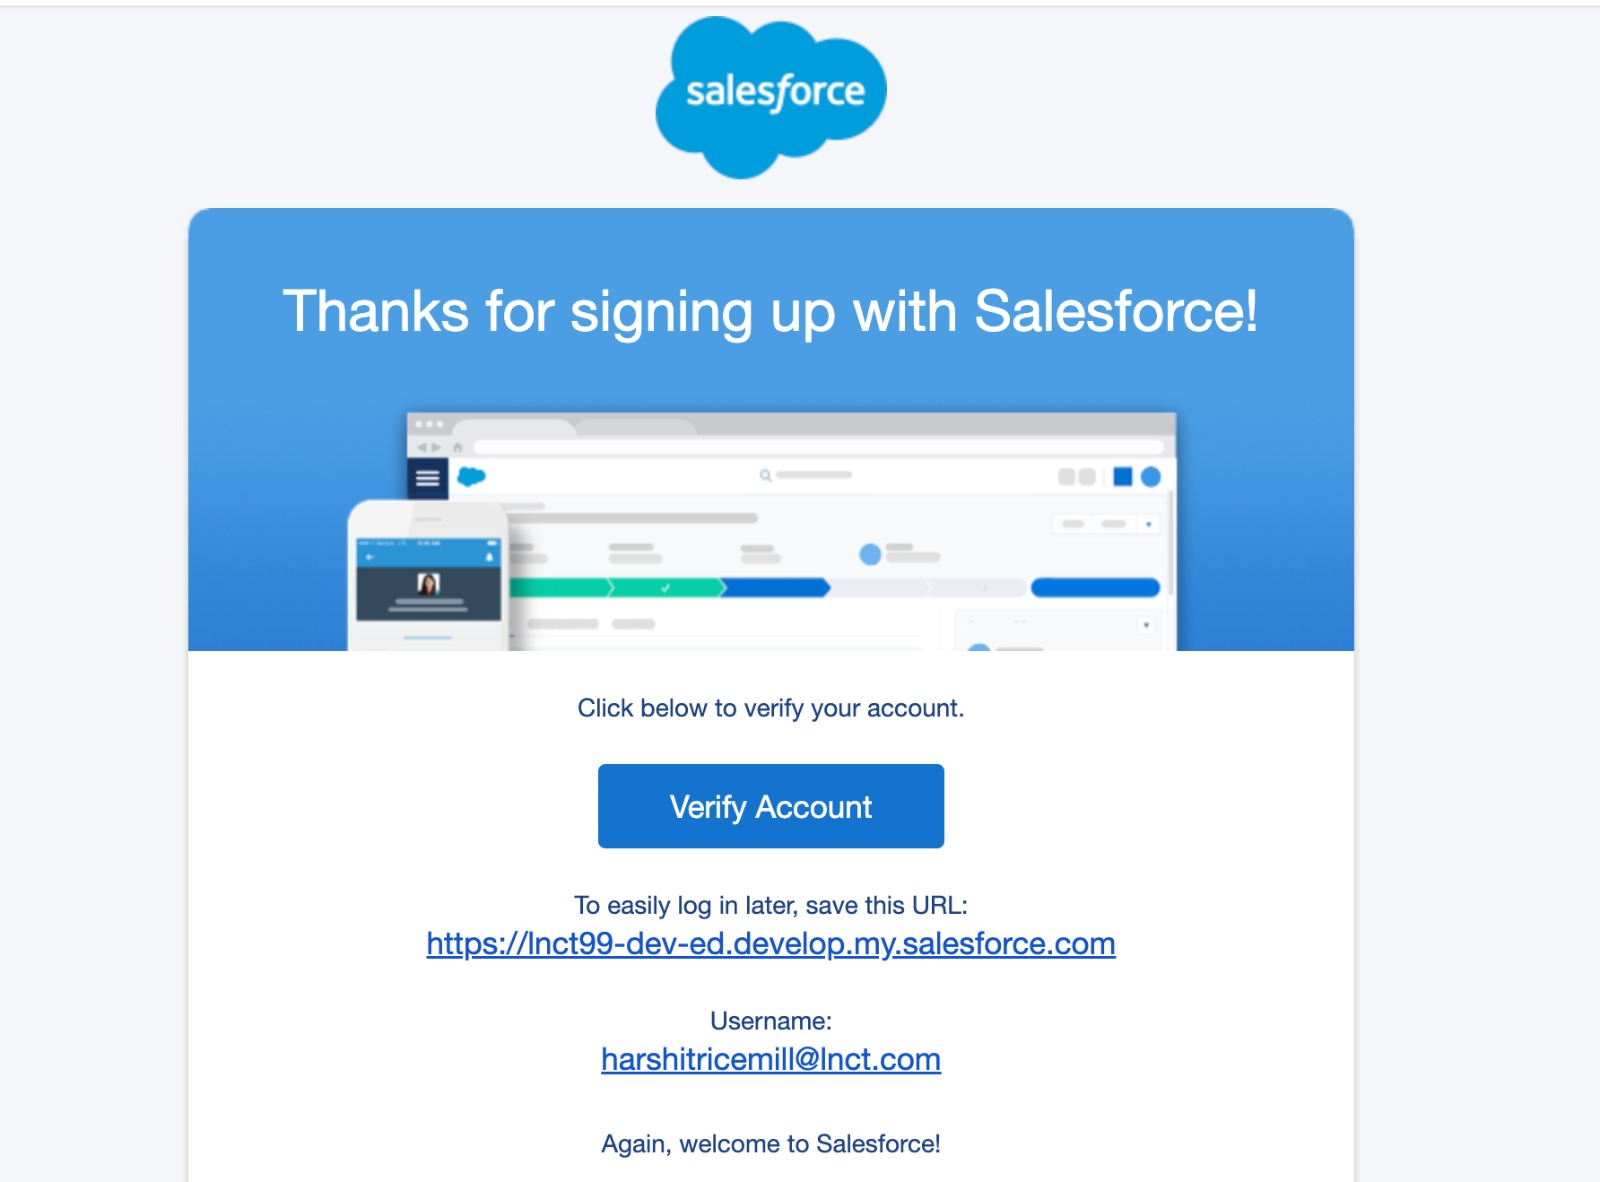 salesforce
Thanks for signing up with Salesforce!
Click below to verify your account.
Verify Account
To easily log in later, save this URL:
https://lnct99-dev-ed.develop.my.salesforce.com
Username:
harshitricemill@lnct.com
Again, welcome to Salesforce!